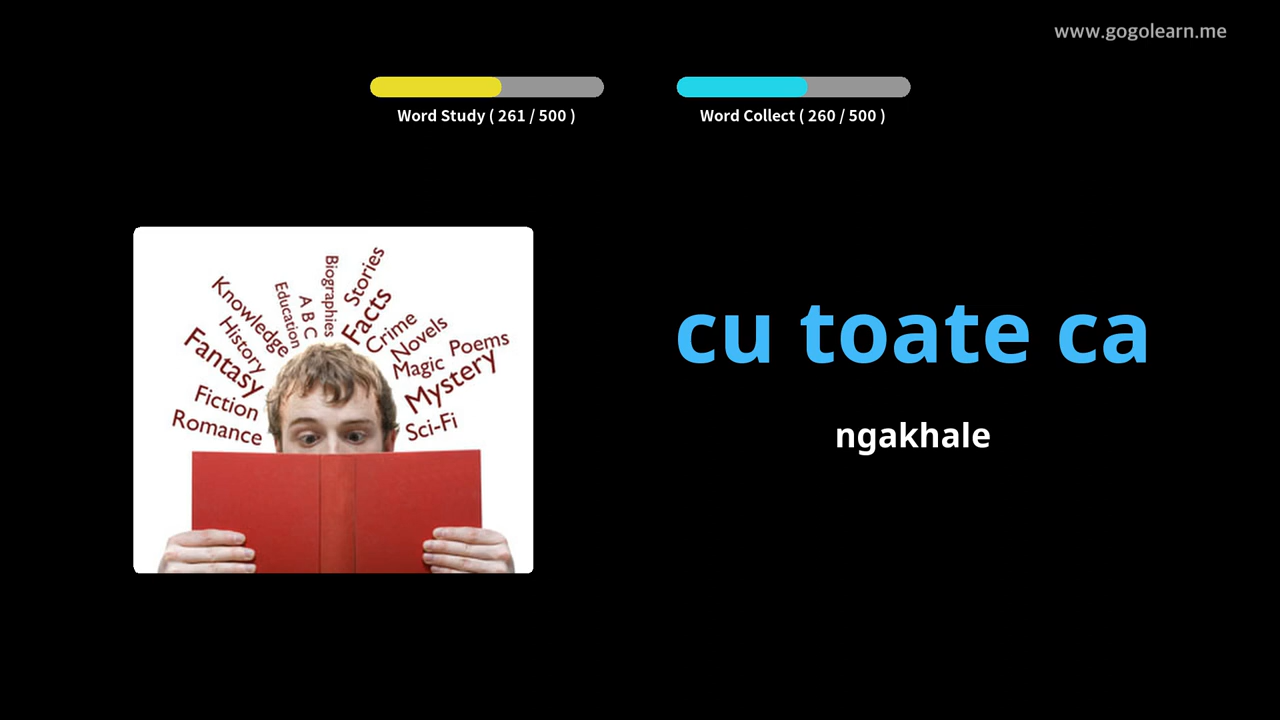 www.gogolearn.me
Word Study ( 261 / 500 )
Word Collect ( 260 / 500 )
Knowledge
Education
A B C
Biographies
Stories
Facts
Crime
Novels
Poems
History
Magic
Fantasy
Mystery
Fiction
Sci-Fi
Romance
cu toate ca
ngakhale